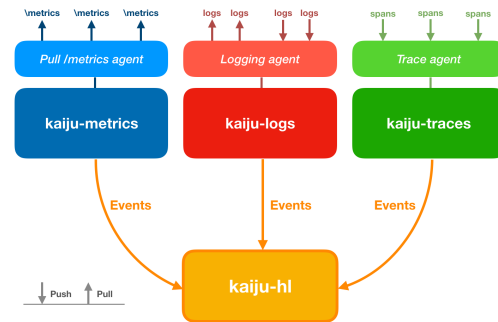 \metrics \metrics \metrics
logs logs logs logs
spans spans spans
Pull /metrics agent
Logging agent
Trace agent
kaiju-metrics
kaiju-logs
kaiju-traces
Events
Events
Events
kaiju-hl
Push
Pull